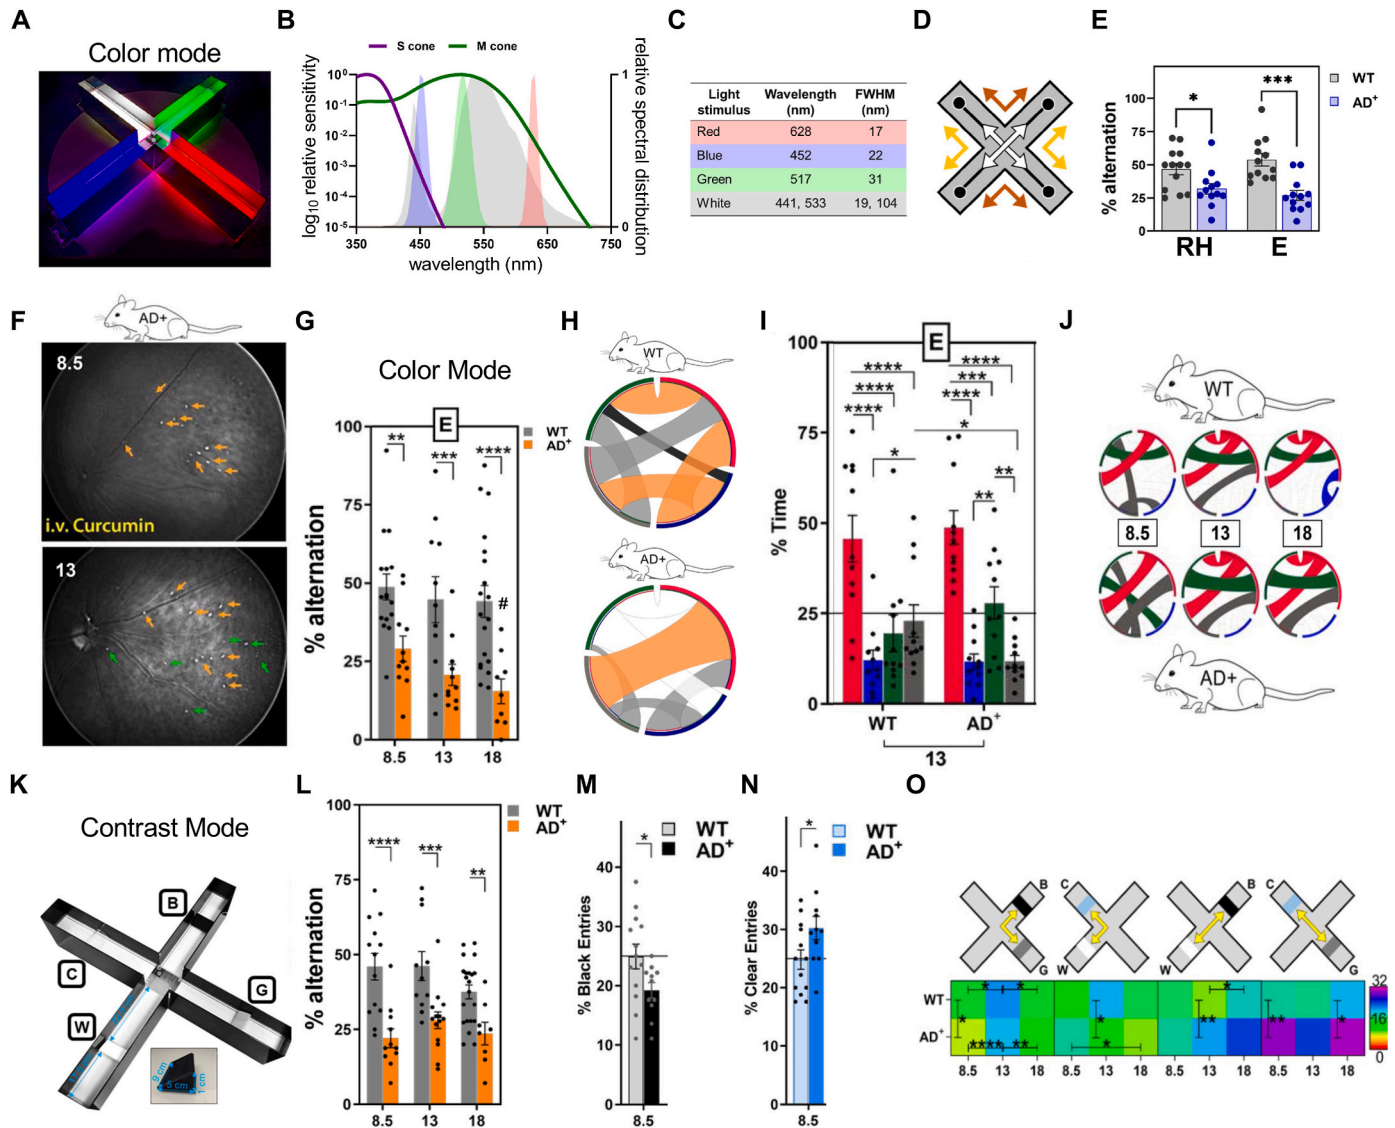 A
Color mode
B
S cone
M cone
log10 relative sensitivity
10⁰
10⁻¹
10⁻²
10⁻³
10⁻⁴
10⁻⁵
350
450
550
650
750
wavelength (nm)
1
0
relative spectral distribution
C
Light stimulus
Wavelength (nm)
FWHM (nm)
Red 628 17
Blue 452 22
Green 517 31
White 441, 533 19, 104
D
E
WT
AD⁺
% alternation
100
75
50
25
0
*
***
RH
E
F
AD+
8.5
i.v. Curcumin
13
G
Color Mode
E
WT
AD⁺
% alternation
100
75
50
25
0
**
***
****
#
8.5
13
18
H
WT
AD+
I
E
% Time
100
75
50
25
0
****
****
****
*
****
***
****
*
**
**
WT
AD⁺
13
J
WT
8.5
13
18
AD+
K
Contrast Mode
B
C
G
W
9 cm
5 cm
1 cm
L
WT
AD⁺
% alternation
100
75
50
25
0
****
***
**
8.5
13
18
M
WT
AD⁺
% Black Entries
40
30
20
10
0
*
8.5
N
WT
AD⁺
% Clear Entries
40
30
20
10
0
*
8.5
O
B
G
C
W
B
W
C
G
WT
AD⁺
*
*
*
****
**
*
*
*
**
**
*
32
16
0
8.5 13 18
8.5 13 18
8.5 13 18
8.5 13 18